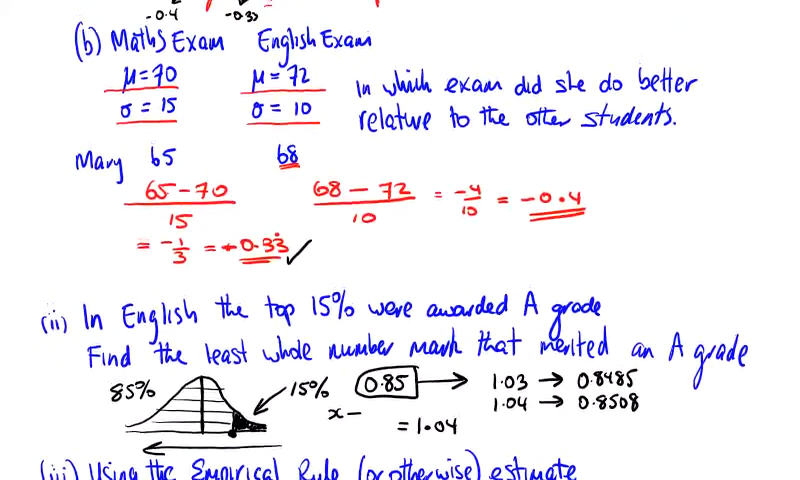 -0.4 -0.33
(b) Maths Exam English Exam
μ=70 μ=72
σ=15 σ=10
In which exam did she do better
relative to the other students.
Mary 65 68
65-70 / 15
= -1/3 = -0.33̇ ✓
68-72 / 10 = -4/10 = -0.4
(ii) In English the top 15% were awarded A grade
Find the least whole number mark that merited an A grade
85% 15% 0.85 → 1.03 → 0.8485
1.04 → 0.8508
x- = 1.04
(iii) Using the Empirical Rule (or otherwise) estimate